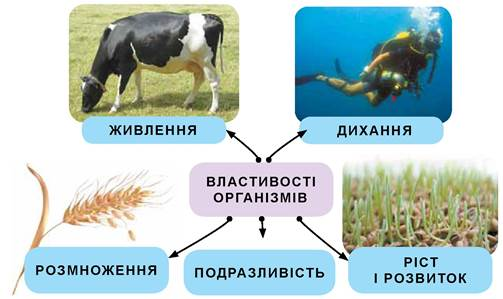 ЖИВЛЕННЯ
ДИХАННЯ
ВЛАСТИВОСТІ
ОРГАНІЗМІВ
РОЗМНОЖЕННЯ
ПОДРАЗЛИВІСТЬ
РІСТ
І РОЗВИТОК